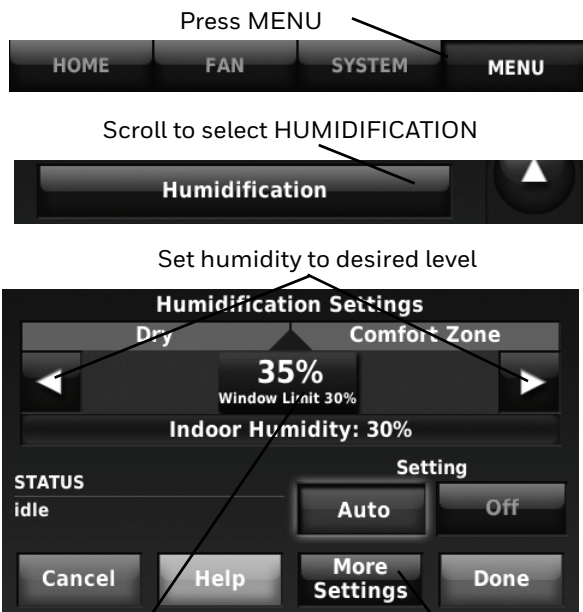 Press MENU
HOME FAN SYSTEM MENU
Scroll to select HUMIDIFICATION
Humidification
Set humidity to desired level
Humidification Settings
Dry Comfort Zone
35%
Window Limit 30%
Indoor Humidity: 30%
Setting
STATUS
idle
Auto Off
Cancel Help More Settings Done